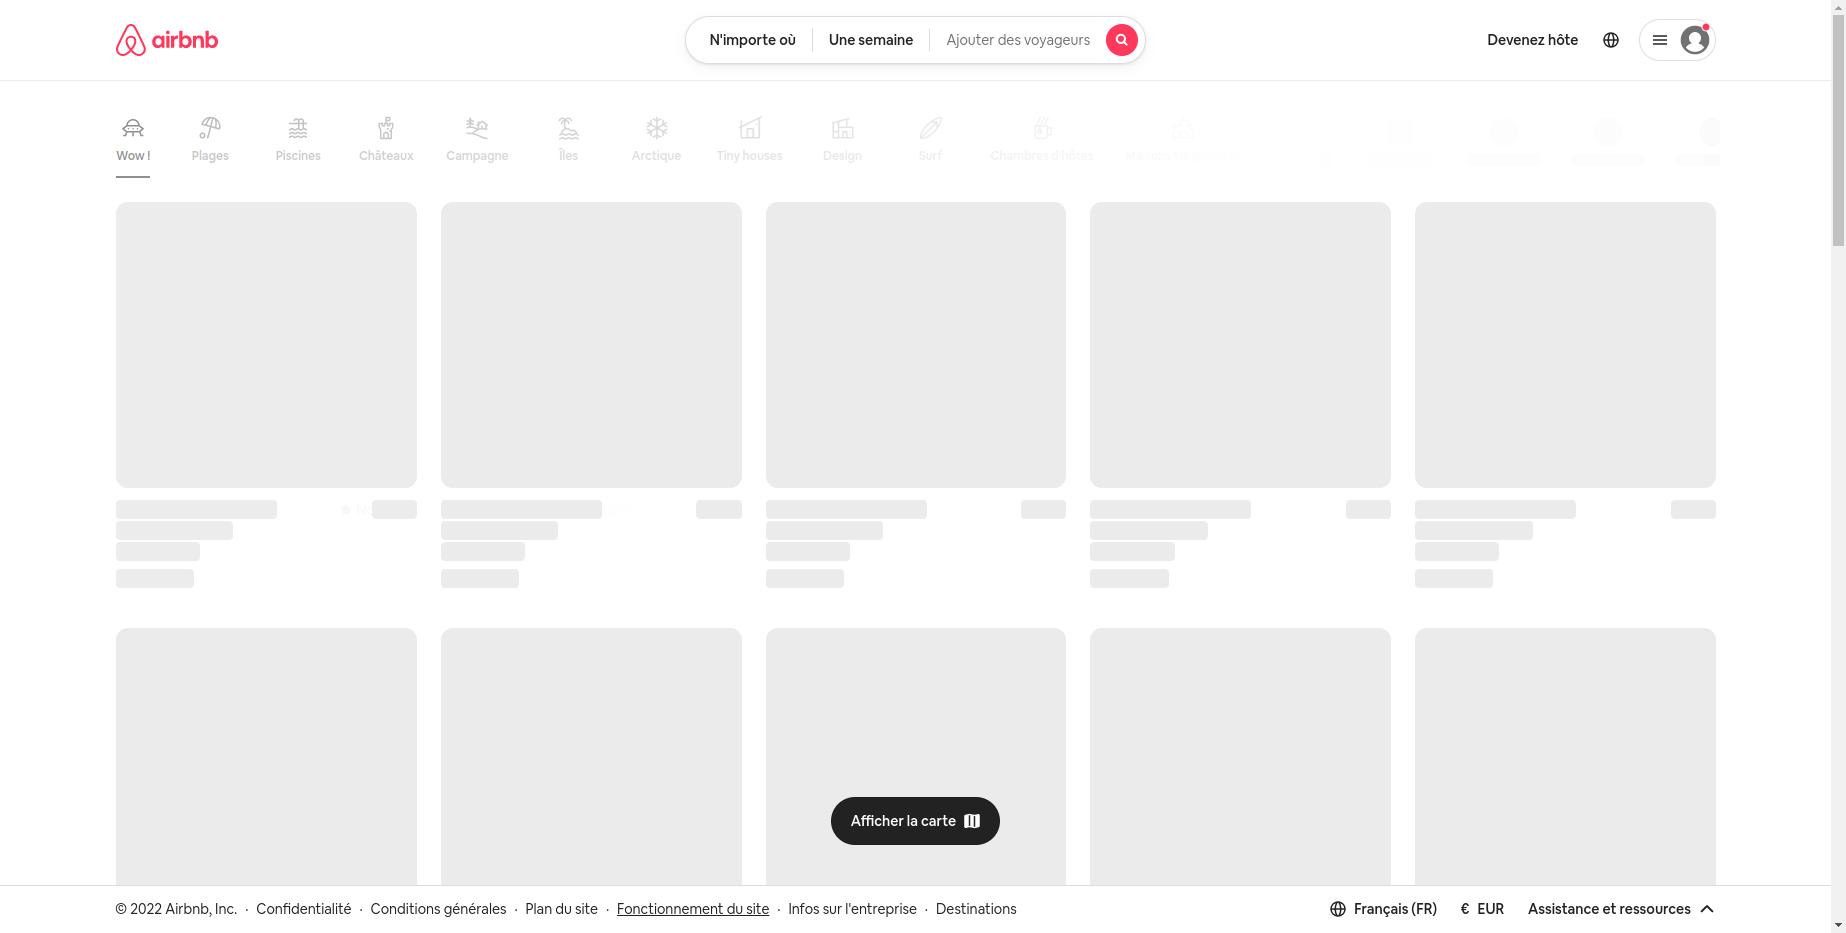 airbnb
N'importe où
Une semaine
Ajouter des voyageurs
Devenez hôte
Wow !
Plages
Piscines
Châteaux
Campagne
Îles
Arctique
Tiny houses
Design
Surf
Chambres d'hôtes
Afficher la carte
© 2022 Airbnb, Inc. · Confidentialité · Conditions générales · Plan du site · Fonctionnement du site · Infos sur l'entreprise · Destinations
Français (FR)
€ EUR
Assistance et ressources